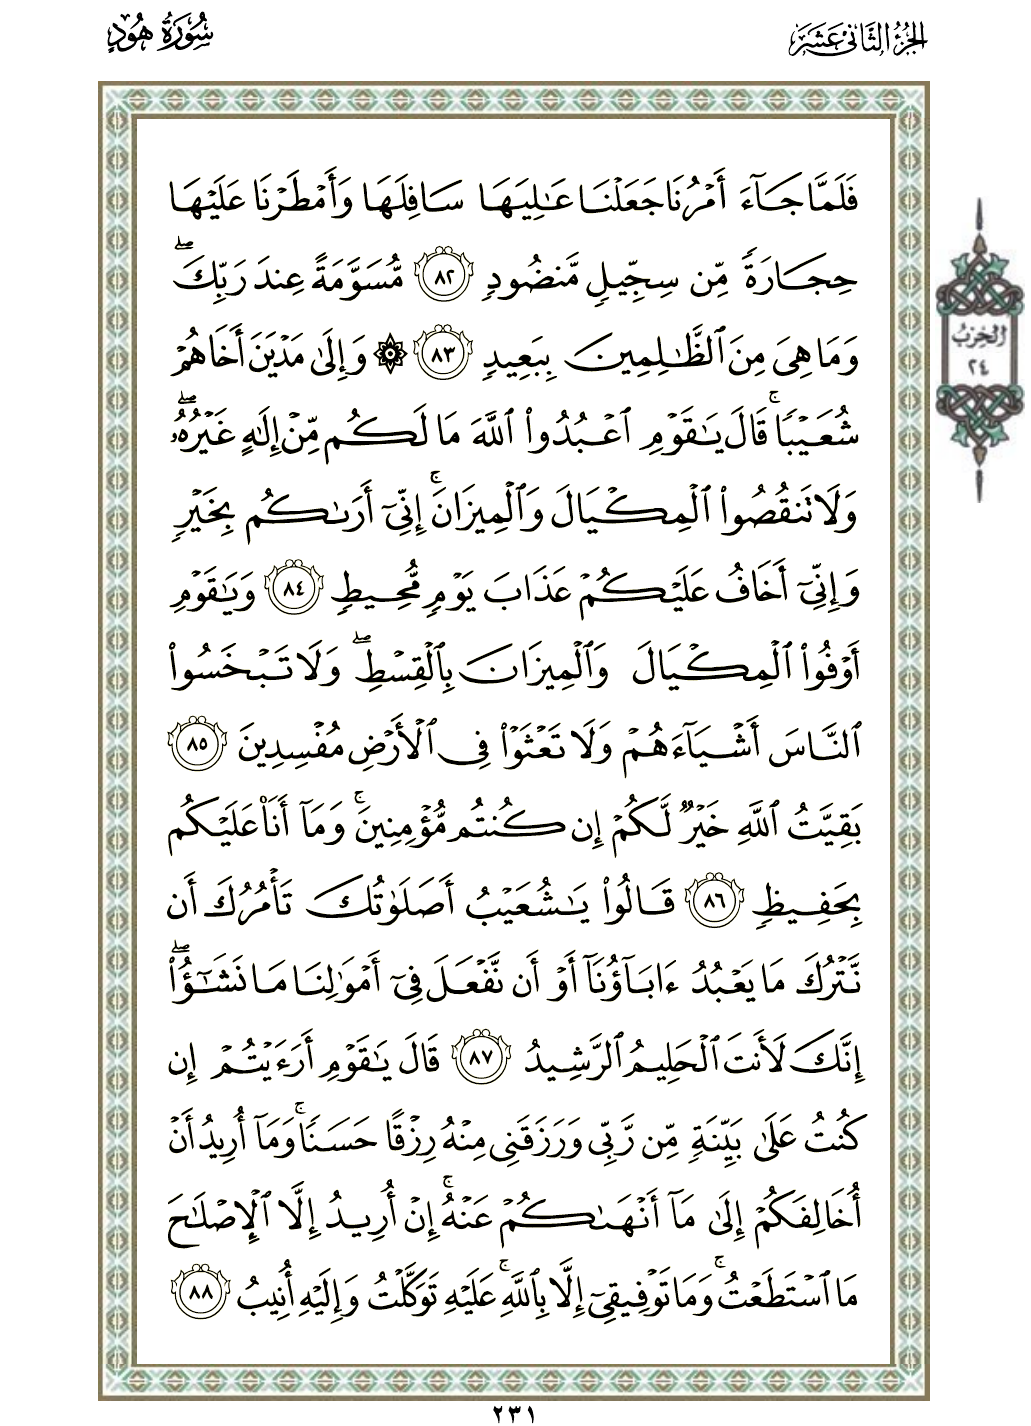 الجزء الثاني عشر
سورة هود
فَلَمَّا جَآءَ أَمْرُنَا جَعَلْنَا عَٰلِيَهَا سَافِلَهَا وَأَمْطَرْنَا عَلَيْهَا
حِجَارَةً مِّن سِجِّيلٍ مَّنضُودٍ ٨٢ مُّسَوَّمَةً عِندَ رَبِّكَۖ
وَمَا هِيَ مِنَ ٱلظَّٰلِمِينَ بِبَعِيدٍ ٨٣ ۞ وَإِلَىٰ مَدْيَنَ أَخَاهُمْ
شُعَيْبًاۚ قَالَ يَٰقَوْمِ ٱعْبُدُوا۟ ٱللَّهَ مَا لَكُم مِّنْ إِلَٰهٍ غَيْرُهُۥۖ
وَلَا تَنقُصُوا۟ ٱلْمِكْيَالَ وَٱلْمِيزَانَۚ إِنِّىٓ أَرَىٰكُم بِخَيْرٍ
وَإِنِّىٓ أَخَافُ عَلَيْكُمْ عَذَابَ يَوْمٍ مُّحِيطٍ ٨٤ وَيَٰقَوْمِ
أَوْفُوا۟ ٱلْمِكْيَالَ وَٱلْمِيزَانَ بِٱلْقِسْطِۖ وَلَا تَبْخَسُوا۟
ٱلنَّاسَ أَشْيَآءَهُمْ وَلَا تَعْثَوْا۟ فِى ٱلْأَرْضِ مُفْسِدِينَ ٨٥
بَقِيَّتُ ٱللَّهِ خَيْرٌ لَّكُمْ إِن كُنتُم مُّؤْمِنِينَۚ وَمَآ أَنَا۠ عَلَيْكُم
بِحَفِيظٍ ٨٦ قَالُوا۟ يَٰشُعَيْبُ أَصَلَوٰتُكَ تَأْمُرُكَ أَن
نَّتْرُكَ مَا يَعْبُدُ ءَابَآؤُنَآ أَوْ أَن نَّفْعَلَ فِىٓ أَمْوَٰلِنَا مَا نَشَٰٓؤُا۟ۖ
إِنَّكَ لَأَنتَ ٱلْحَلِيمُ ٱلرَّشِيدُ ٨٧ قَالَ يَٰقَوْمِ أَرَءَيْتُمْ إِن
كُنتُ عَلَىٰ بَيِّنَةٍ مِّن رَّبِّى وَرَزَقَنِى مِنْهُ رِزْقًا حَسَنًاۚ وَمَآ أُرِيدُ أَنْ
أُخَالِفَكُمْ إِلَىٰ مَآ أَنْهَىٰكُمْ عَنْهُۚ إِنْ أُرِيدُ إِلَّا ٱلْإِصْلَٰحَ
مَا ٱسْتَطَعْتُۚ وَمَا تَوْفِيقِىٓ إِلَّا بِٱللَّهِۚ عَلَيْهِ تَوَكَّلْتُ وَإِلَيْهِ أُنِيبُ ٨٨
الحزب
٢٤
٢٣١